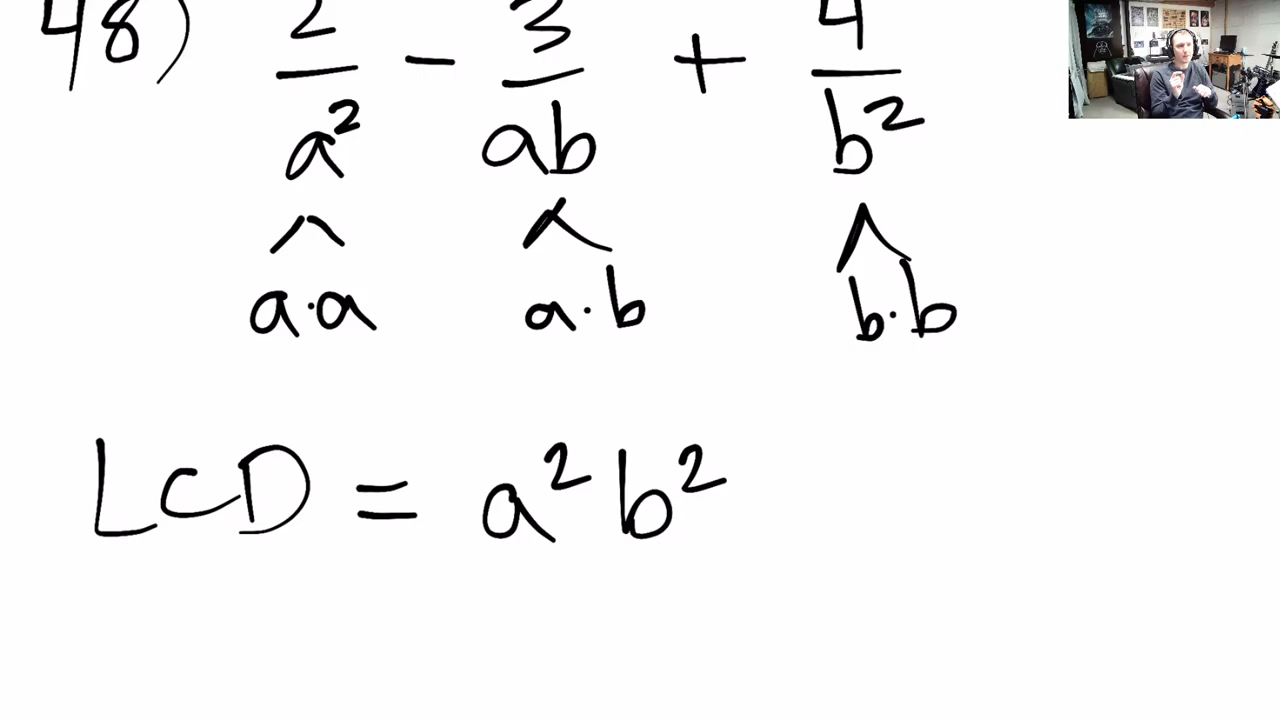 48) 2/a² - 3/ab + 4/b²
a·a a·b b·b
LCD = a²b²